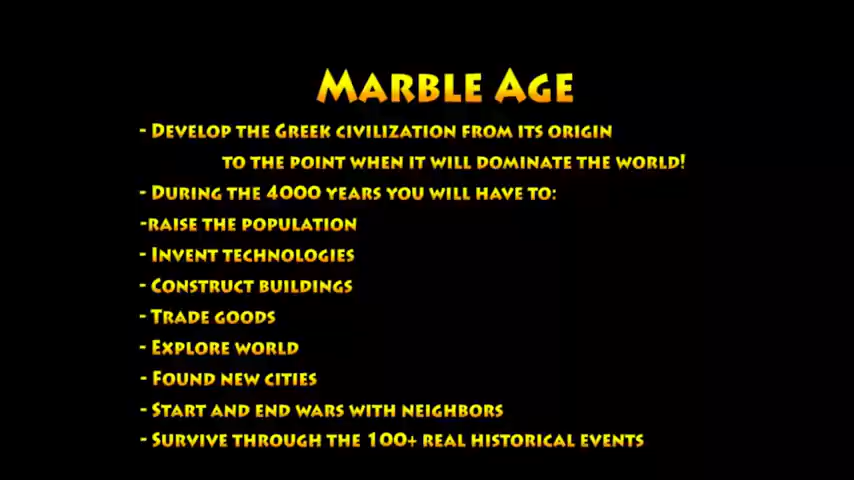 Marble Age
- Develop the Greek civilization from its origin
to the point when it will dominate the world!
- During the 4000 years you will have to:
-raise the population
- Invent technologies
- Construct buildings
- Trade goods
- Explore world
- Found new cities
- Start and end wars with neighbors
- Survive through the 100+ real historical events